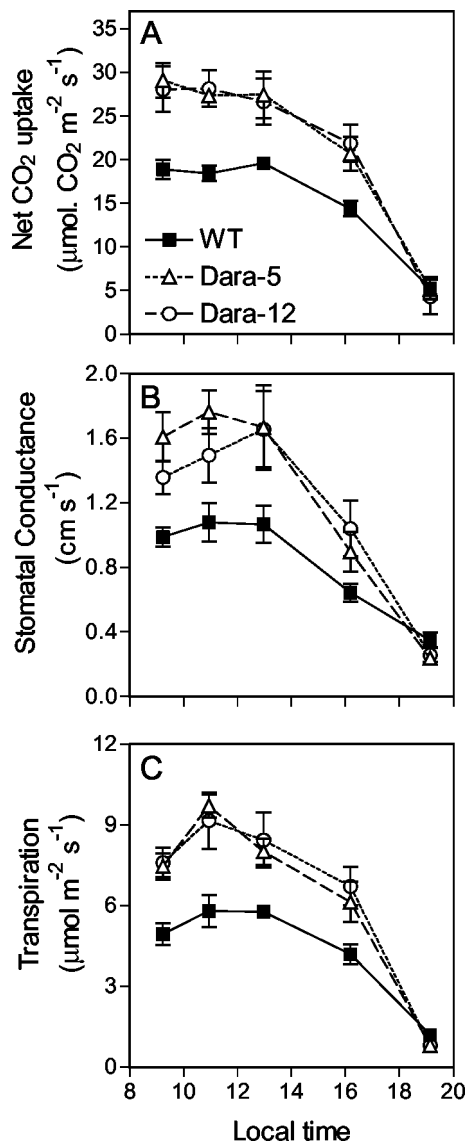 A
Net CO2 uptake
(µmol. CO2 m-2 s-1)
35
30
25
20
15
10
5
0
WT
Dara-5
Dara-12
B
Stomatal Conductance
(cm s-1)
2.0
1.6
1.2
0.8
0.4
0.0
C
Transpiration
(µmol m-2 s-1)
12
9
6
3
0
8 10 12 14 16 18 20
Local time